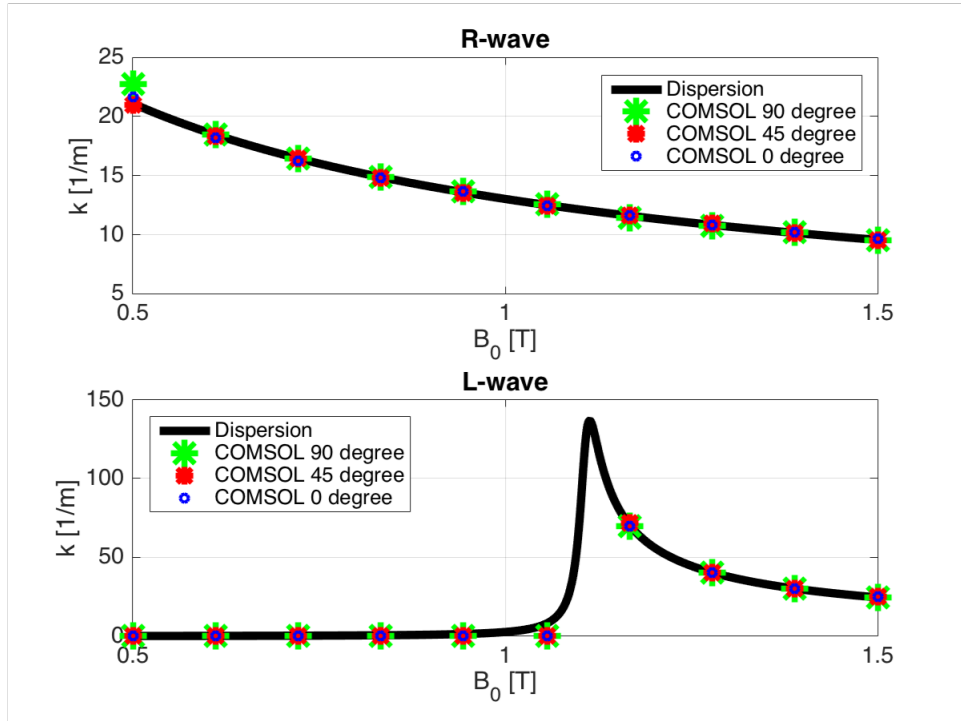 R-wave
25
20
15
10
5
k [1/m]
Dispersion
COMSOL 90 degree
COMSOL 45 degree
COMSOL 0 degree
0.5
1
1.5
B0 [T]
L-wave
150
100
50
0
k [1/m]
Dispersion
COMSOL 90 degree
COMSOL 45 degree
COMSOL 0 degree
0.5
1
1.5
B0 [T]